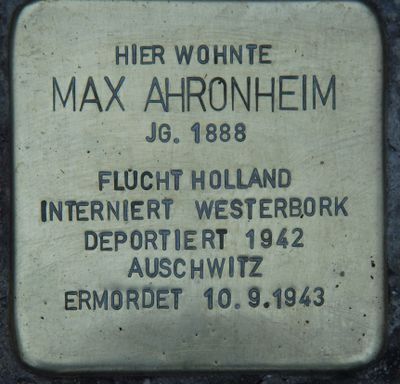 HIER WOHNTE
MAX AHRONHEIM
JG. 1888
FLUCHT HOLLAND
INTERNIERT WESTERBORK
DEPORTIERT 1942
AUSCHWITZ
ERMORDET 10.9.1943